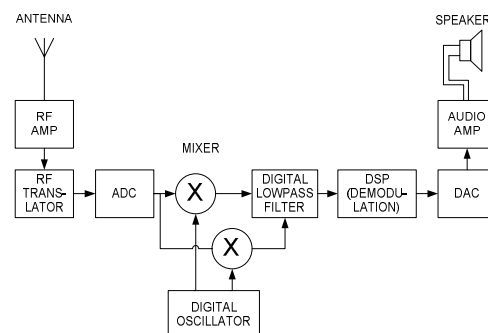 ANTENNA
SPEAKER
RF
AMP
AUDIO
AMP
MIXER
RF
TRANS-
LATOR
ADC
X
DIGITAL
LOWPASS
FILTER
DSP
(DEMODU-
LATION)
DAC
X
DIGITAL
OSCILLATOR